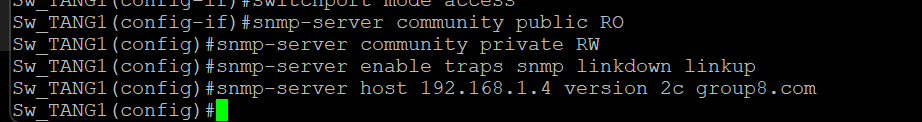 Sw_TANG1(config-if)#switchport mode access
Sw_TANG1(config-if)#snmp-server community public RO
Sw_TANG1(config)#snmp-server community private RW
Sw_TANG1(config)#snmp-server enable traps snmp linkdown linkup
Sw_TANG1(config)#snmp-server host 192.168.1.4 version 2c group8.com
Sw_TANG1(config)#